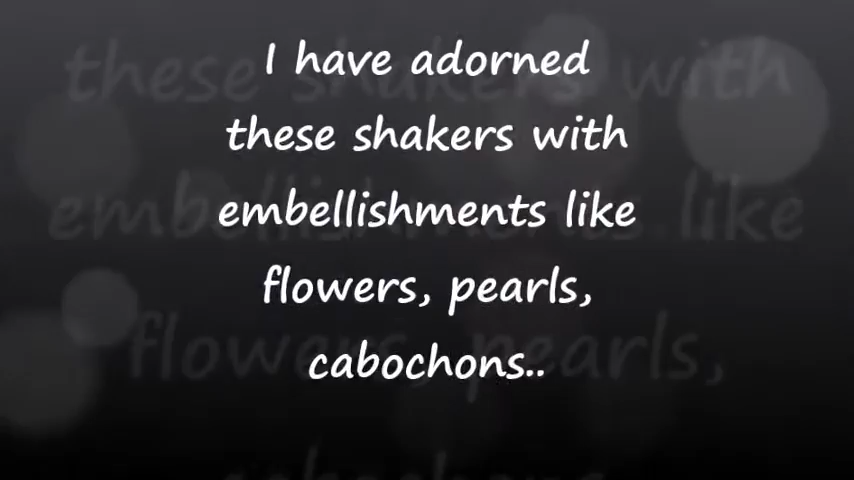 I have adorned
these shakers with
embellishments like
flowers, pearls,
cabochons..